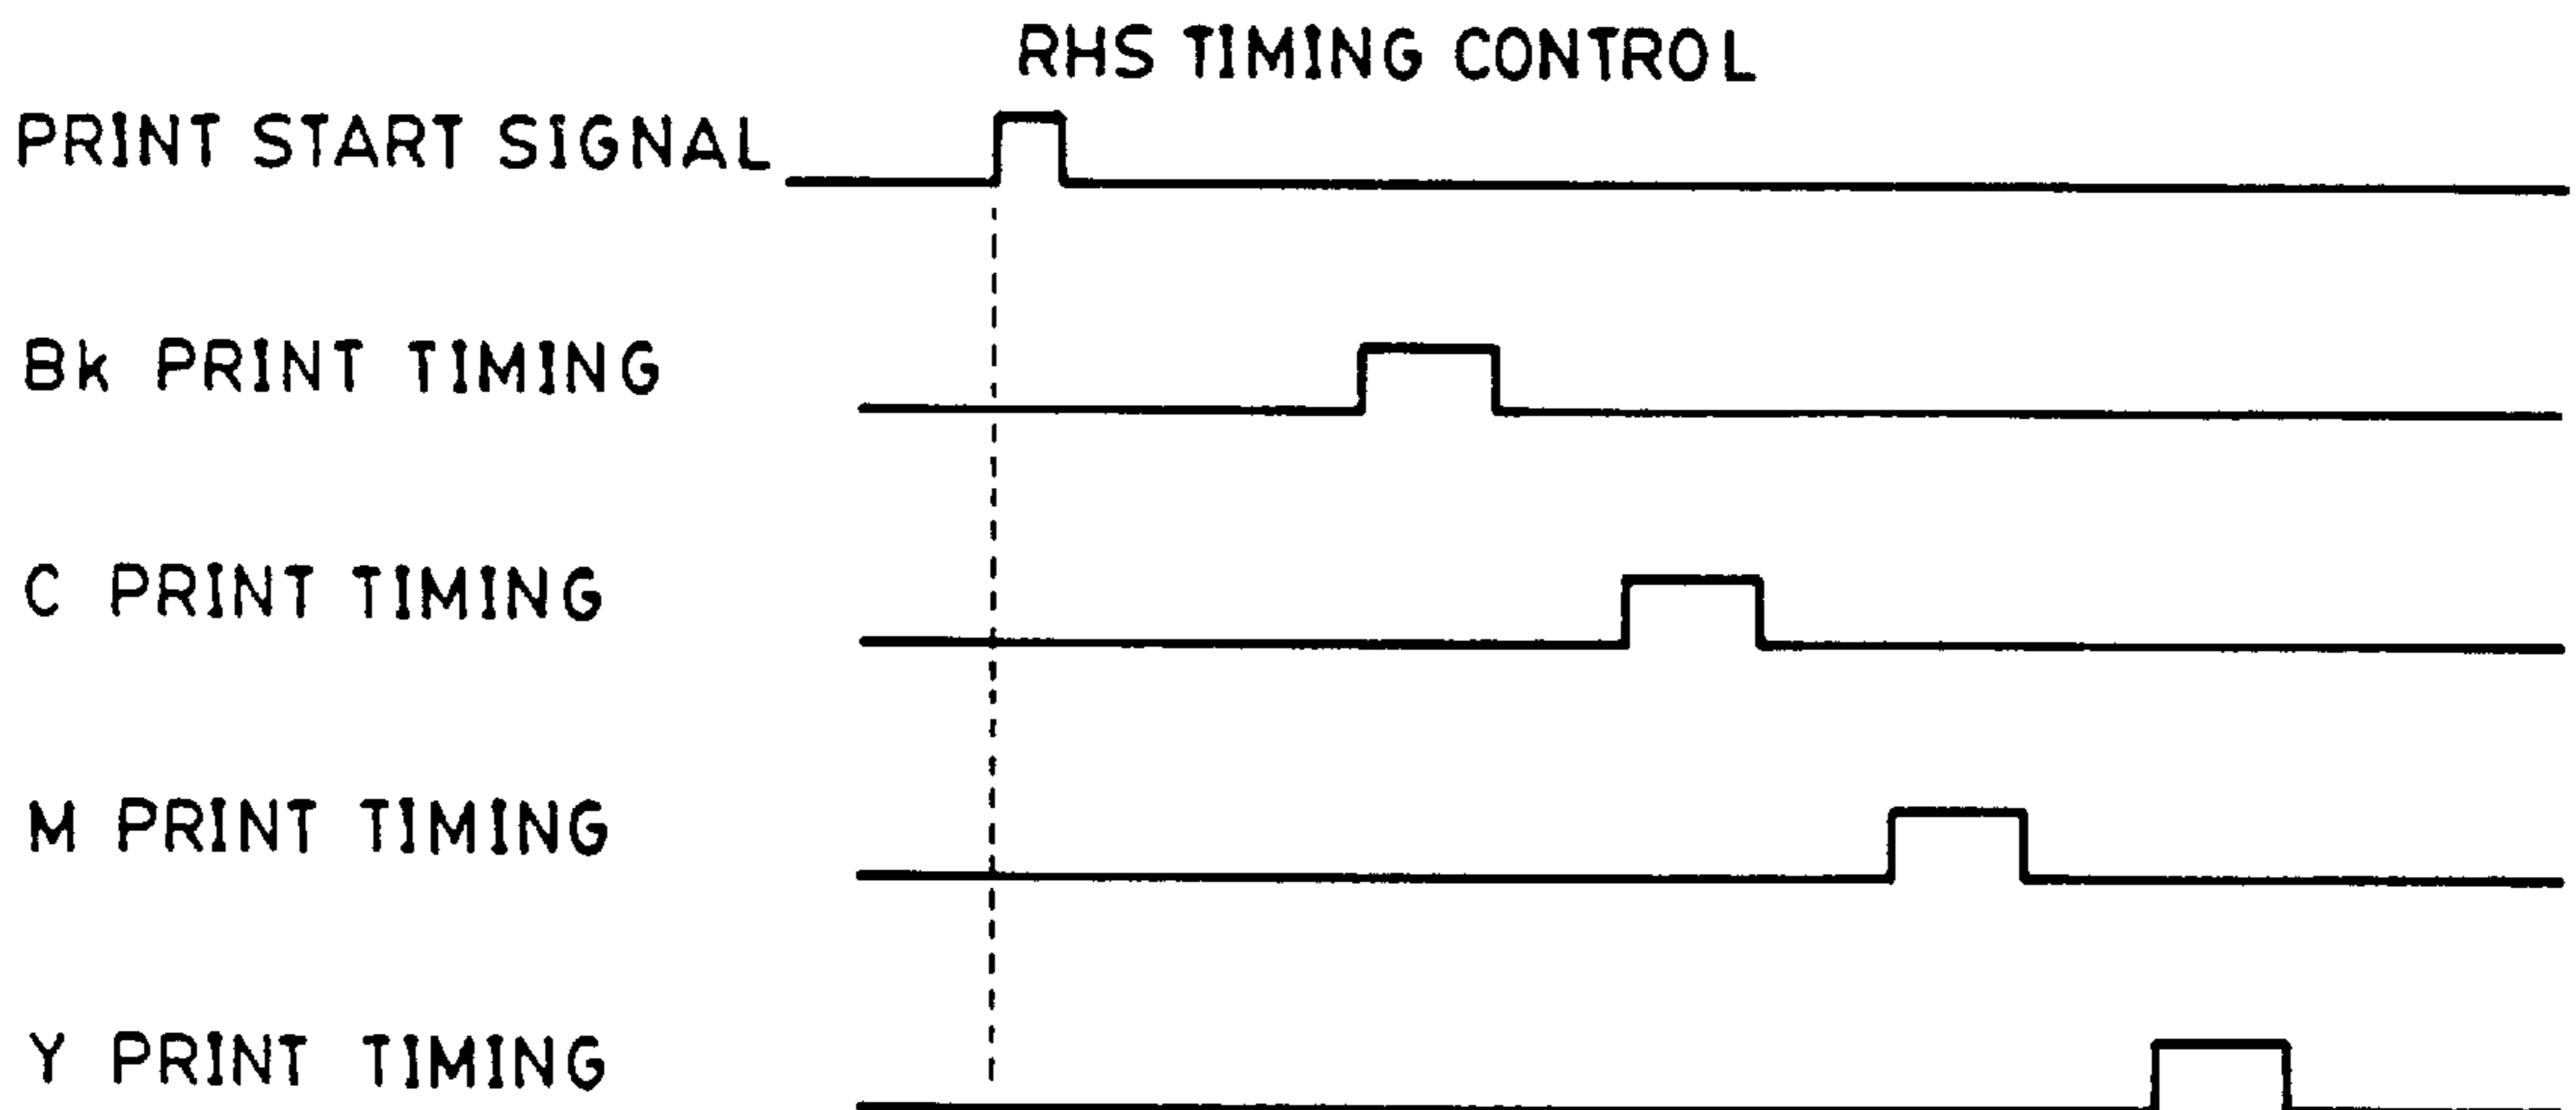 RHS TIMING CONTROL
PRINT START SIGNAL
Bk PRINT TIMING
C PRINT TIMING
M PRINT TIMING
Y PRINT TIMING